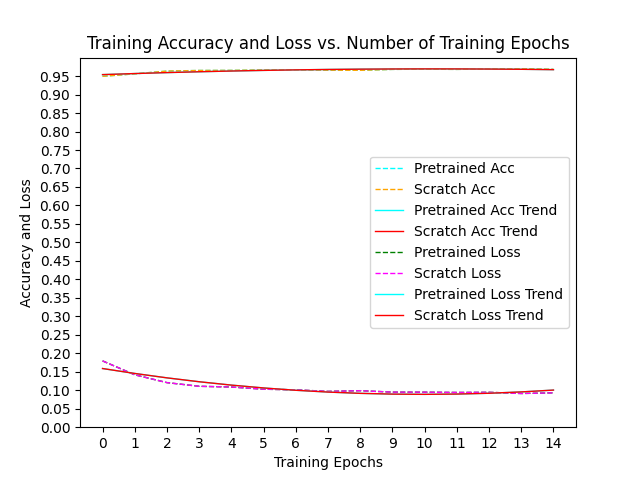 Training Accuracy and Loss vs. Number of Training Epochs
Accuracy and Loss
0.95
0.90
0.85
0.80
0.75
0.70
0.65
0.60
0.55
0.50
0.45
0.40
0.35
0.30
0.25
0.20
0.15
0.10
0.05
0.00
Pretrained Acc
Scratch Acc
Pretrained Acc Trend
Scratch Acc Trend
Pretrained Loss
Scratch Loss
Pretrained Loss Trend
Scratch Loss Trend
0 1 2 3 4 5 6 7 8 9 10 11 12 13 14
Training Epochs